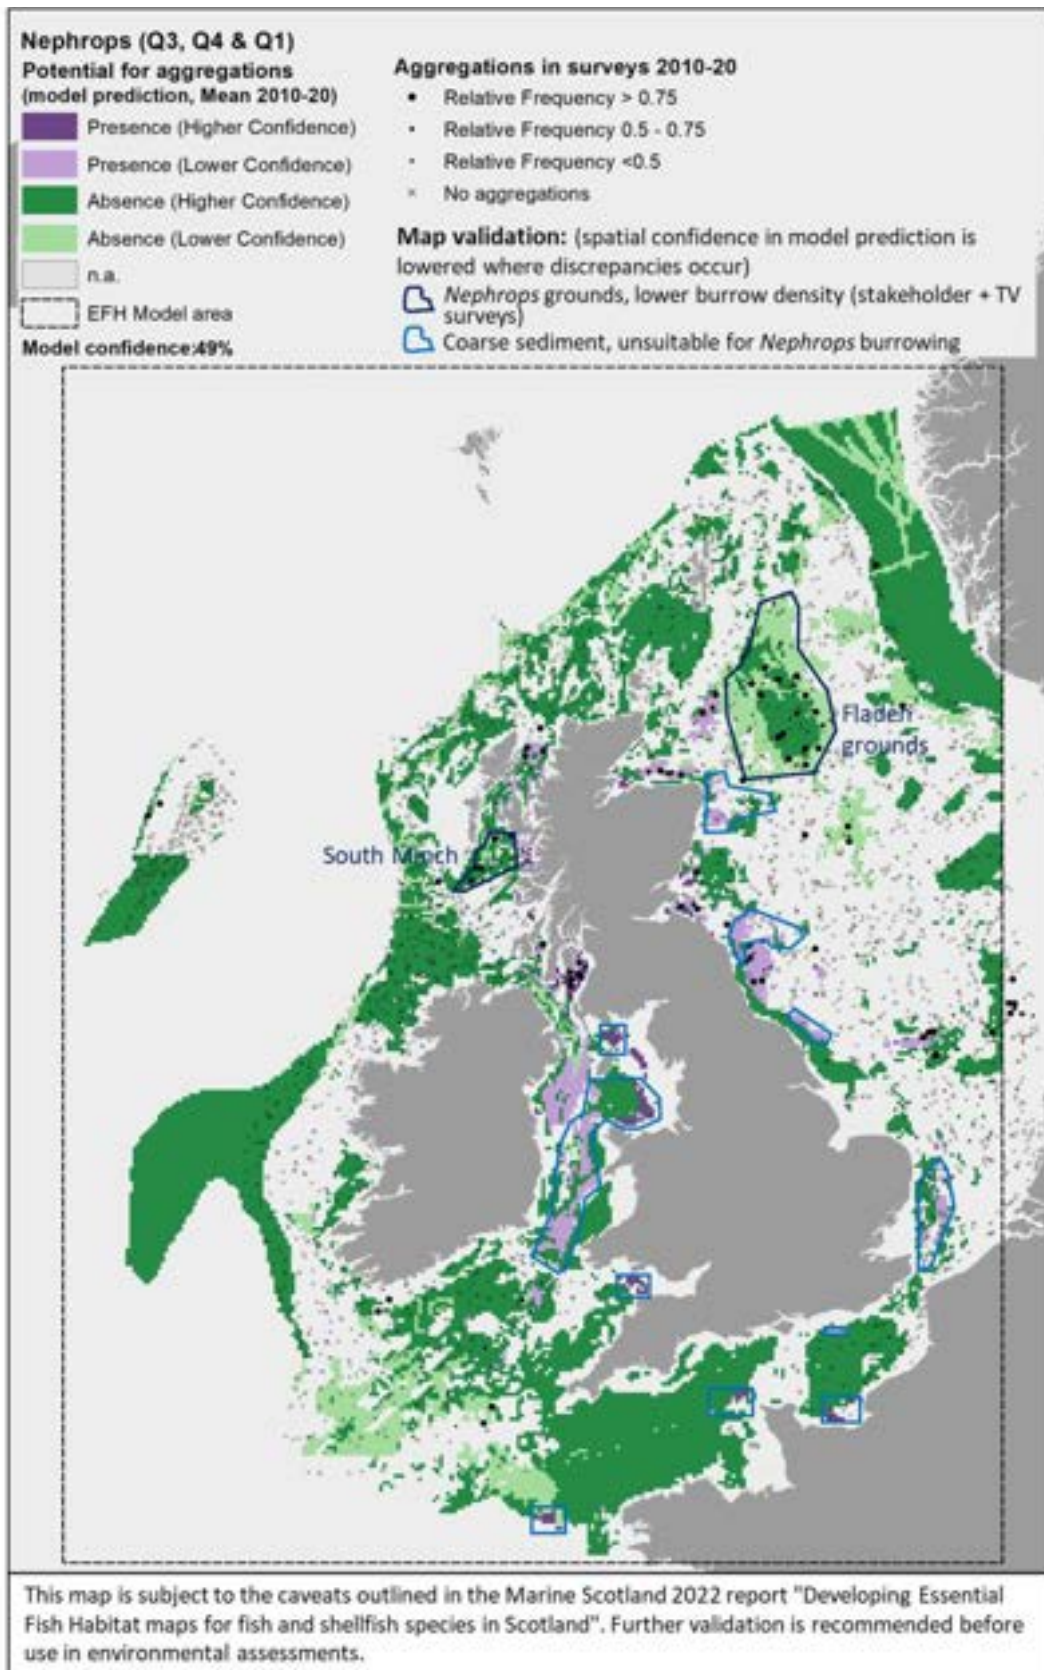 Nephrops (Q3, Q4 & Q1)
Potential for aggregations
(model prediction, Mean 2010-20)
Presence (Higher Confidence)
Presence (Lower Confidence)
Absence (Higher Confidence)
Absence (Lower Confidence)
n.a.
EFH Model area
Model confidence:49%
Aggregations in surveys 2010-20
Relative Frequency > 0.75
Relative Frequency 0.5 - 0.75
Relative Frequency <0.5
No aggregations
Map validation: (spatial confidence in model prediction is
lowered where discrepancies occur)
Nephrops grounds, lower burrow density (stakeholder + TV
surveys)
Coarse sediment, unsuitable for Nephrops burrowing
Fladen
grounds
South Minch
This map is subject to the caveats outlined in the Marine Scotland 2022 report "Developing Essential
Fish Habitat maps for fish and shellfish species in Scotland". Further validation is recommended before
use in environmental assessments.